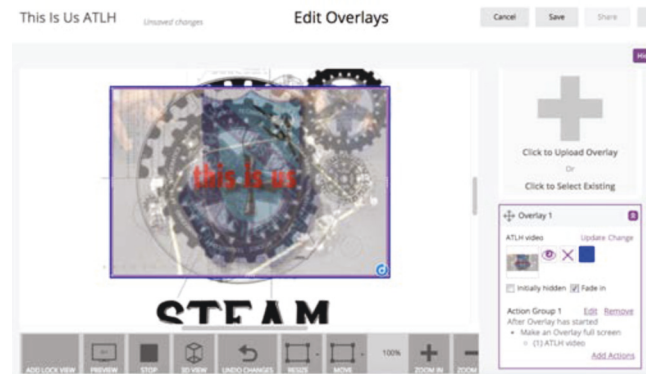 This Is Us ATLH
Unsaved changes
Edit Overlays
Cancel
Save
Share
this is us
STEAM
Click to Upload Overlay
Or
Click to Select Existing
Overlay 1
ATLH video
Update Change
Initially hidden
Fade in
Action Group 1
Edit Remove
After Overlay has started
• Make an Overlay full screen
○ (1) ATLH video
Add Actions
ADD LOCK VIEW
PREVIEW
STOP
3D VIEW
UNDO CHANGES
RESIZE
MOVE
100%
ZOOM IN
ZOOM